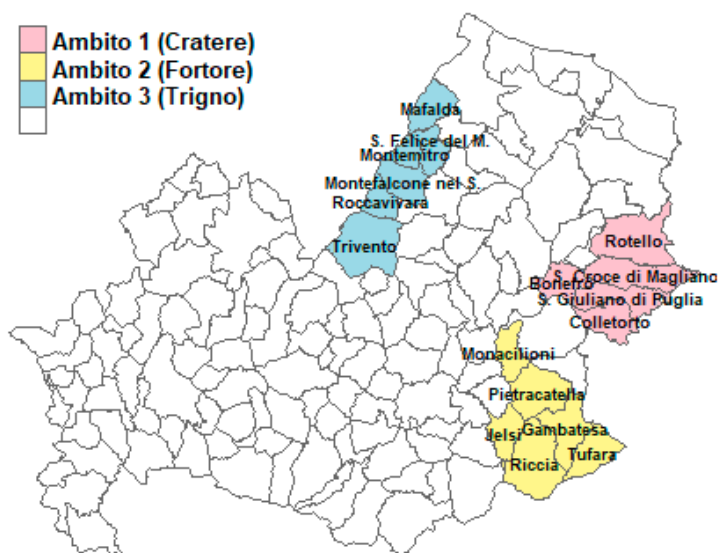 Ambito 1 (Cratere)
Ambito 2 (Fortore)
Ambito 3 (Trigno)
Mafalda
S. Felice del M.
Montemitro
Montefalcone nel S.
Roccavivara
Trivento
Rotello
S. Croce di Magliano
Bonefro
S. Giuliano di Puglia
Colletorto
Monacilioni
Pietracatella
Jelsi
Gambatesa
Tufara
Riccia